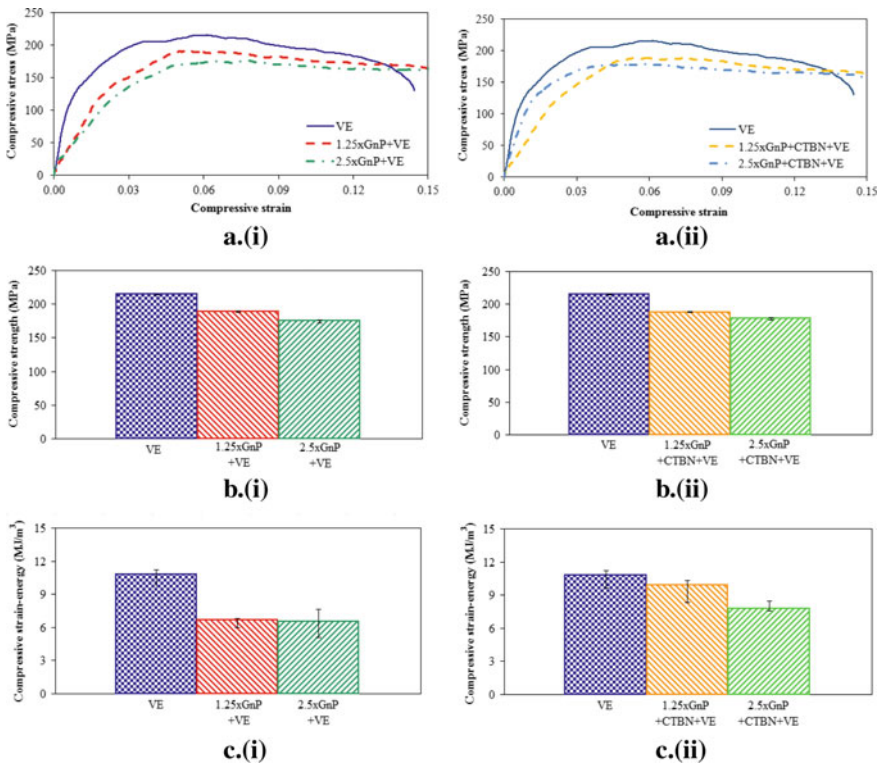 Compressive stress (MPa)
250
200
150
100
50
0
VE
1.25xGnP+VE
2.5xGnP+VE
0.00
0.03
0.06
0.09
0.12
0.15
Compressive strain
a.(i)
Compressive stress (MPa)
250
200
150
100
50
0
VE
1.25xGnP+CTBN+VE
2.5xGnP+CTBN+VE
0.00
0.03
0.06
0.09
0.12
0.15
Compressive strain
a.(ii)
Compressive strength (MPa)
250
200
150
100
50
0
VE
1.25xGnP
+VE
2.5xGnP
+VE
b.(i)
Compressive strength (MPa)
250
200
150
100
50
0
VE
1.25xGnP
+CTBN+VE
2.5xGnP
+CTBN+VE
b.(ii)
Compressive strain-energy (MJ/m³)
15
12
9
6
3
0
VE
1.25xGnP
+VE
2.5xGnP
+VE
c.(i)
Compressive strain-energy (MJ/m³)
15
12
9
6
3
0
VE
1.25xGnP
+CTBN+VE
2.5xGnP
+CTBN+VE
c.(ii)